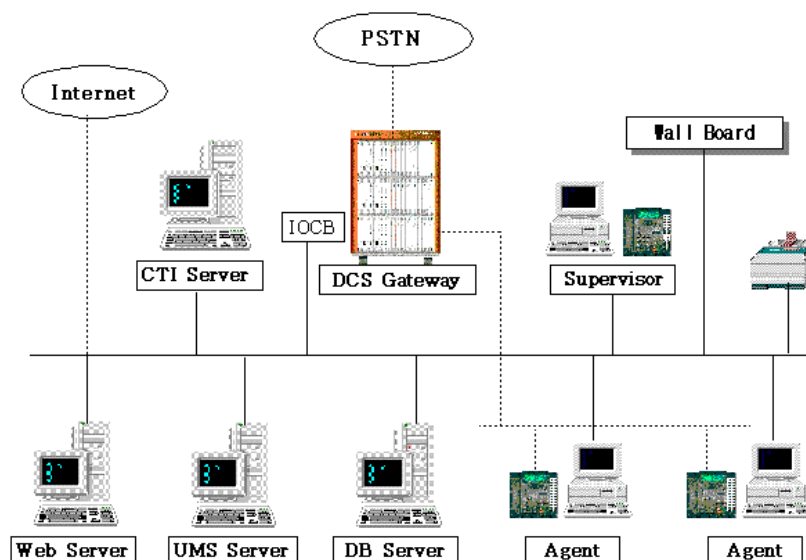 PSTN
Internet
Wall Board
IOCB
CTI Server
DCS Gateway
Supervisor
Web Server
UMS Server
DB Server
Agent
Agent